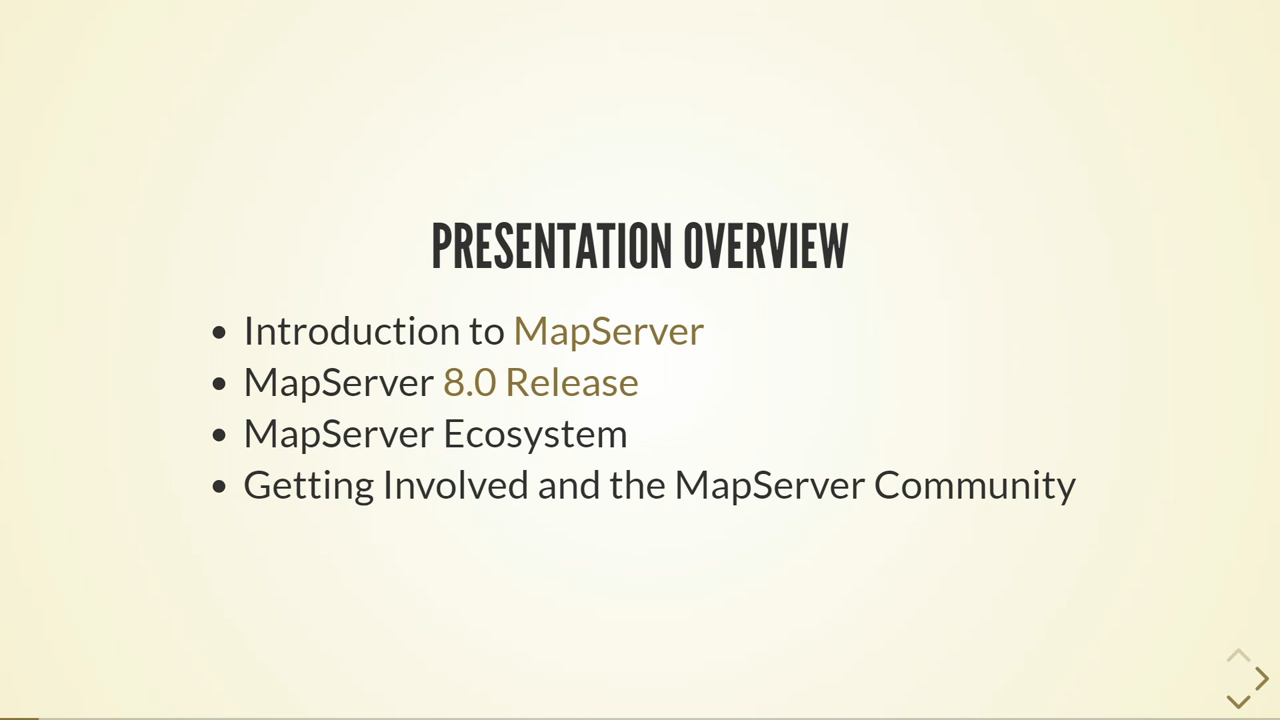 PRESENTATION OVERVIEW
• Introduction to MapServer
• MapServer 8.0 Release
• MapServer Ecosystem
• Getting Involved and the MapServer Community